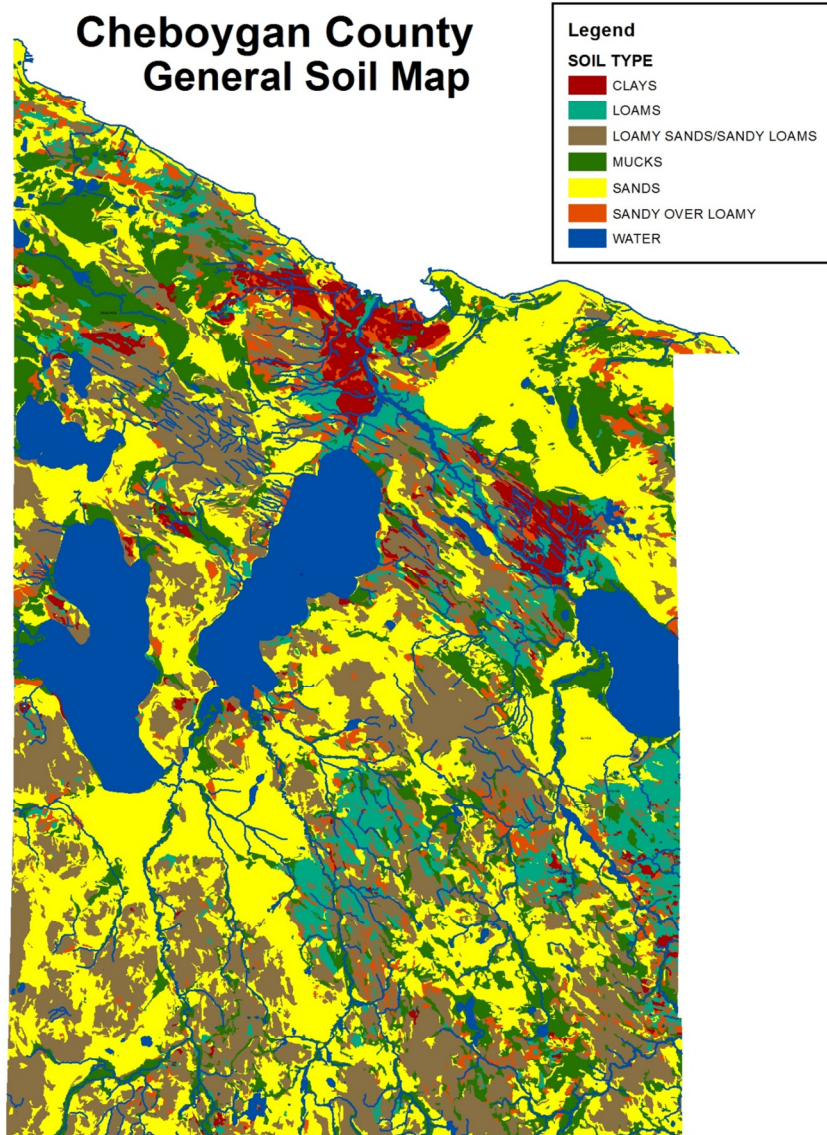 Cheboygan County
General Soil Map
Legend
SOIL TYPE
CLAYS
LOAMS
LOAMY SANDS/SANDY LOAMS
MUCKS
SANDS
SANDY OVER LOAMY
WATER